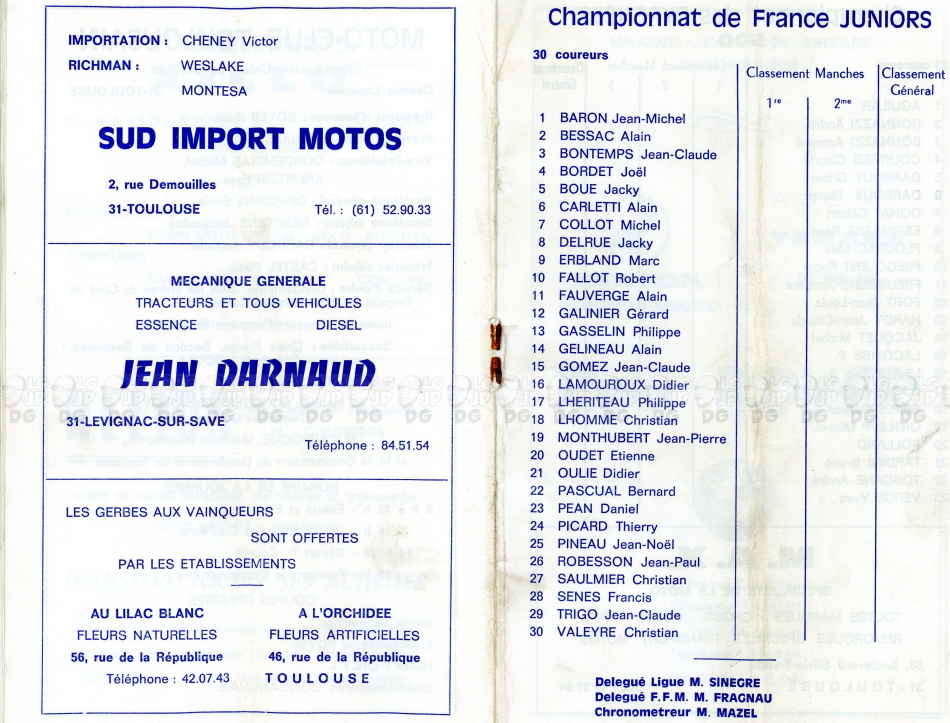 IMPORTATION : CHENEY Victor
RICHMAN : WESLAKE
MONTESA
SUD IMPORT MOTOS
2, rue Demouilles
31-TOULOUSE Tél. : (61) 52.90.33
MECANIQUE GENERALE
TRACTEURS ET TOUS VEHICULES
ESSENCE DIESEL
JEAN DARNAUD
31-LEVIGNAC-SUR-SAVE
Téléphone : 84.51.54
LES GERBES AUX VAINQUEURS
SONT OFFERTES
PAR LES ETABLISSEMENTS
AU LILAC BLANC
FLEURS NATURELLES
56, rue de la République
Téléphone : 42.07.43
A L'ORCHIDEE
FLEURS ARTIFICIELLES
46, rue de la République
TOULOUSE
Championnat de France JUNIORS
30 coureurs
Classement Manches
1re 2me
Classement
Général
1 BARON Jean-Michel
2 BESSAC Alain
3 BONTEMPS Jean-Claude
4 BORDET Joël
5 BOUE Jacky
6 CARLETTI Alain
7 COLLOT Michel
8 DELRUE Jacky
9 ERBLAND Marc
10 FALLOT Robert
11 FAUVERGE Alain
12 GALINIER Gérard
13 GASSELIN Philippe
14 GELINEAU Alain
15 GOMEZ Jean-Claude
16 LAMOUROUX Didier
17 LHERITEAU Philippe
18 LHOMME Christian
19 MONTHUBERT Jean-Pierre
20 OUDET Etienne
21 OULIE Didier
22 PASCUAL Bernard
23 PEAN Daniel
24 PICARD Thierry
25 PINEAU Jean-Noël
26 ROBESSON Jean-Paul
27 SAULMIER Christian
28 SENES Francis
29 TRIGO Jean-Claude
30 VALEYRE Christian
Delegué Ligue M. SINEGRE
Delegué F.F.M. M. FRAGNAU
Chronometreur M. MAZEL